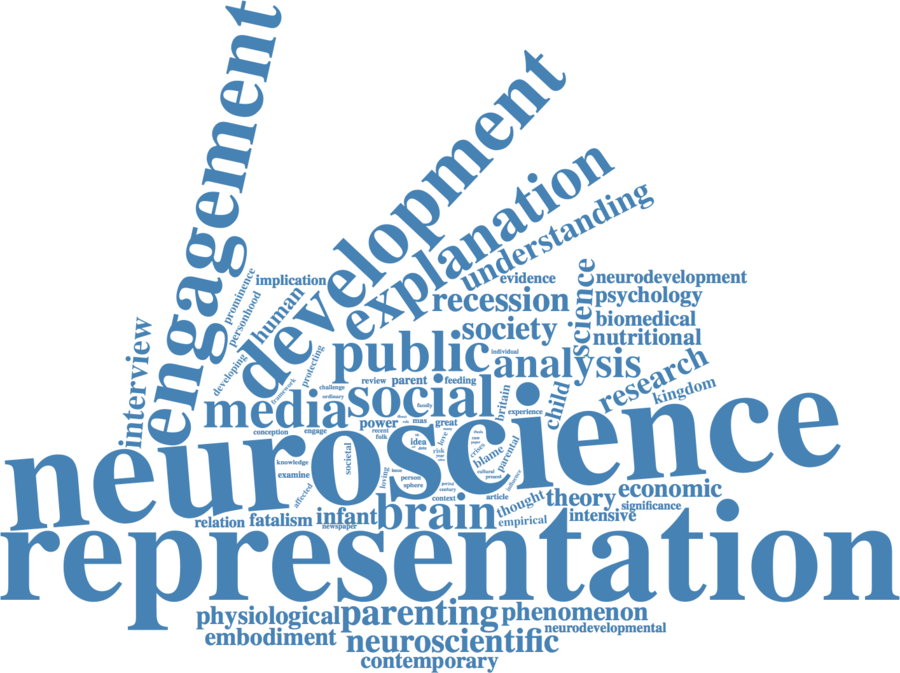 engagement
development
explanation
understanding
prominence
personhood
implication
human
evidence
science
neurodevelopment
recession
psychology
society
biomedical
nutritional
interview
developing
protecting
public
individual
analysis
research
kingdom
framework
challenge
ordinary
review
parent
feeding
britain
child
media
social
family
experience
power
mas
great
conception
engage
recent
folk
idea
love
neuroscience
knowledge
examine
societal
risk
crises
blame
parental
cultural
present
influence
affected
loving
person
sphere
period
century
context
article
thought
theory
economic
significance
relation
fatalism
infant
newspaper
brain
empirical
intensive
representation
physiological
parenting
phenomenon
neurodevelopmental
embodiment
neuroscientific
contemporary